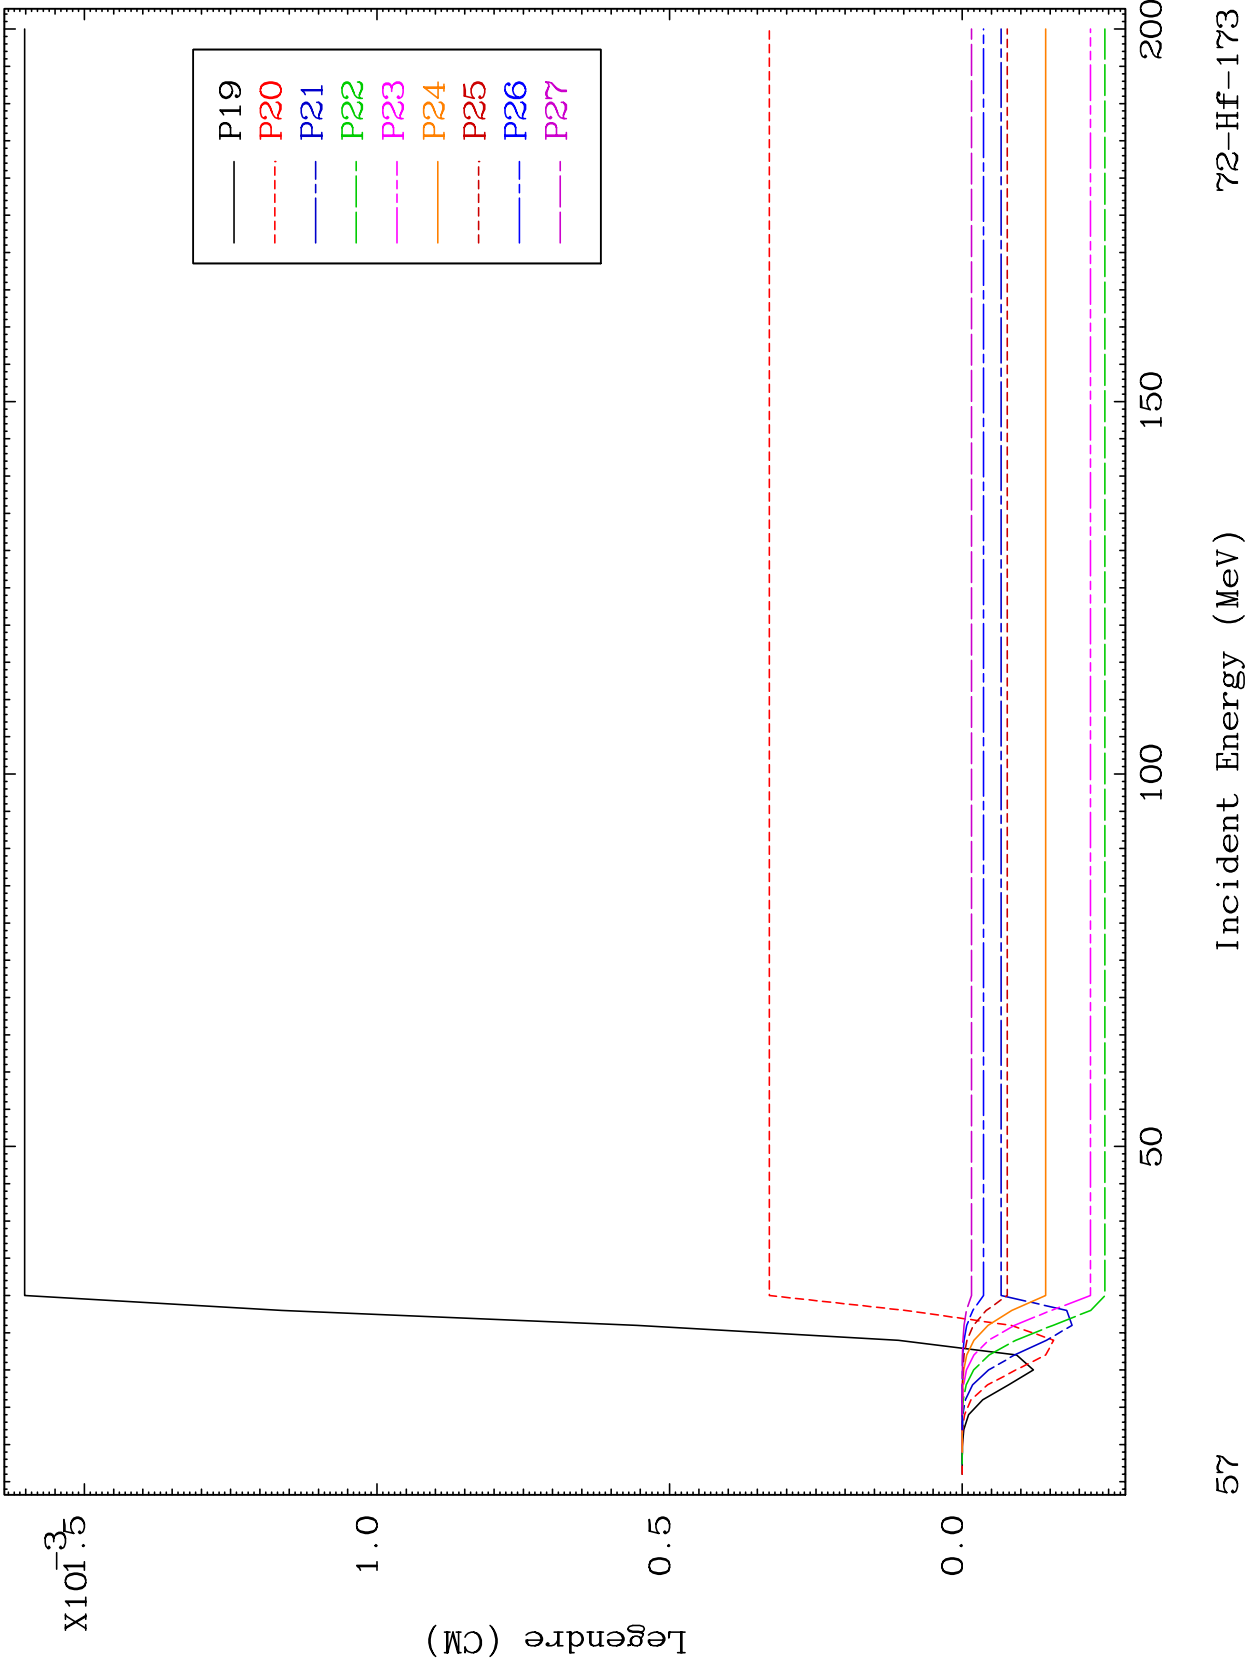 X10-3
1.5
1.0
0.5
0.0
Legendre (CM)
P19
P20
P21
P22
P23
P24
P25
P26
P27
50
100
150
200
57
Incident Energy (MeV)
72-Hf-173